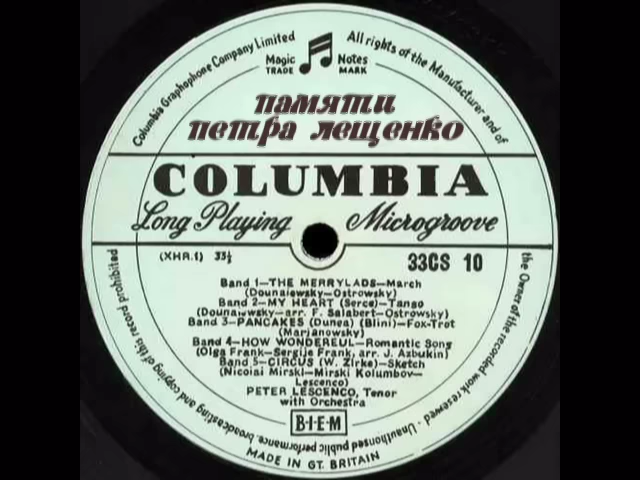 Columbia Graphophone Company Limited
All rights of the Manufacturer and of
the Owner of the recorded work reserved - Unauthorised public performance, broadcasting and copying of this record prohibited
Magic Notes
TRADE MARK
памяти
петра лещенко
COLUMBIA
Long Playing Microgroove
(XHR.1) 33⅓
33CS 10
Band 1—THE MERRYLADS—March
(Dounaiewsky—Ostrowsky)
Band 2—MY HEART (Serce)—Tango
(Dounaiwsky—arr. F. Salabert—Ostrowsky)
Band 3—PANCAKES (Dunea) (Blini)—Fox-Trot
(Marjanowsky)
Band 4—HOW WONDEREUL—Romantic Song
(Olga Frank—Sergije Frank, arr. J. Azbukin)
Band 5—CIRCUS (W. Zirke)—Sketch
(Nicolai Mirski—Mirski Kolumbov—
Lescenco)
PETER LESCENCO, Tenor
with Orchestra
B·I·E·M
MADE IN GT. BRITAIN